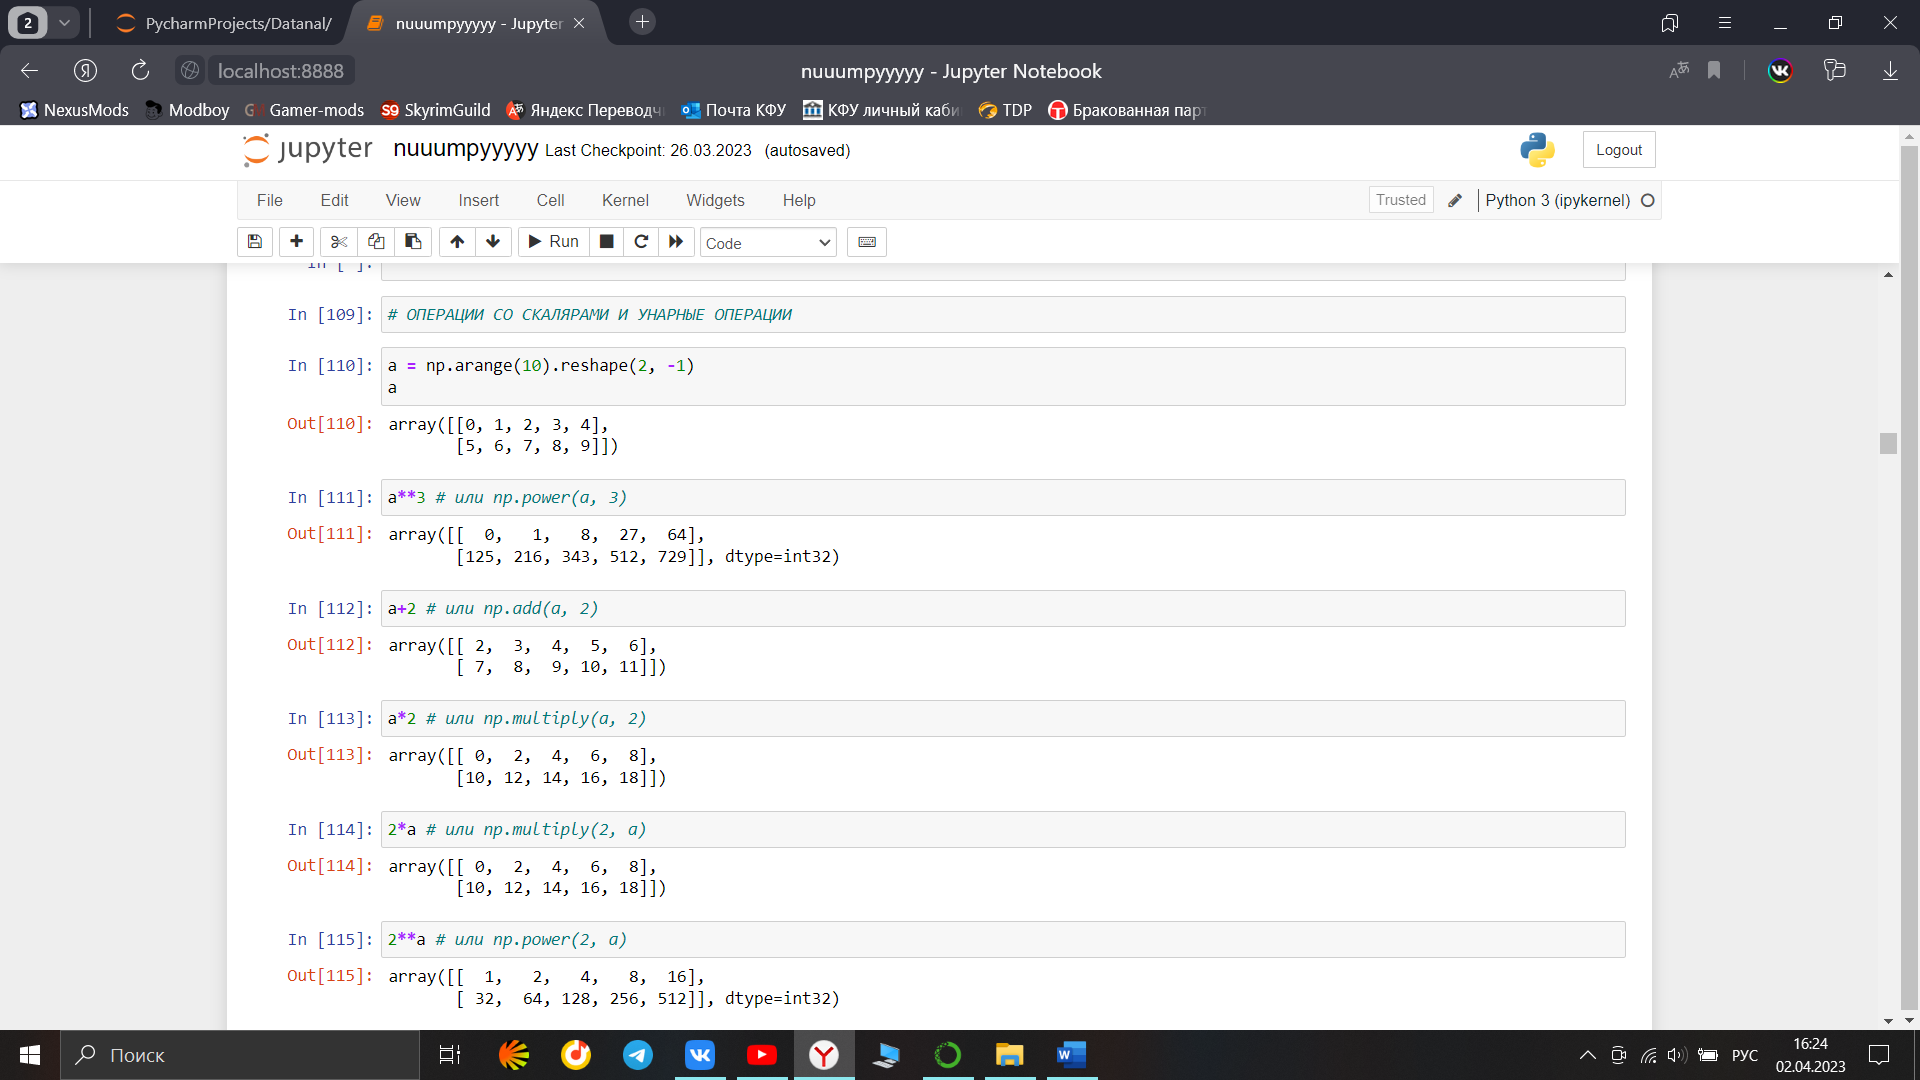 2
PycharmProjects/Datanal/
nuuumpyyyyy - Jupyter
localhost:8888
nuuumpyyyyy - Jupyter Notebook
NexusMods Modboy Gamer-mods SkyrimGuild Яндекс Переводч Почта КФУ КФУ личный каби TDP Бракованная пар
jupyter nuuumpyyyyy Last Checkpoint: 26.03.2023 (autosaved)
Logout
File Edit View Insert Cell Kernel Widgets Help
Trusted
Python 3 (ipykernel)
Run
Code
In [ ]:
In [109]: # ОПЕРАЦИИ СО СКАЛЯРАМИ И УНАРНЫЕ ОПЕРАЦИИ
In [110]: a = np.arange(10).reshape(2, -1)
a
Out[110]: array([[0, 1, 2, 3, 4],
[5, 6, 7, 8, 9]])
In [111]: a**3 # или np.power(a, 3)
Out[111]: array([[  0,   1,   8,  27,  64],
[125, 216, 343, 512, 729]], dtype=int32)
In [112]: a+2 # или np.add(a, 2)
Out[112]: array([[ 2,  3,  4,  5,  6],
[ 7,  8,  9, 10, 11]])
In [113]: a*2 # или np.multiply(a, 2)
Out[113]: array([[ 0,  2,  4,  6,  8],
[10, 12, 14, 16, 18]])
In [114]: 2*a # или np.multiply(2, a)
Out[114]: array([[ 0,  2,  4,  6,  8],
[10, 12, 14, 16, 18]])
In [115]: 2**a # или np.power(2, a)
Out[115]: array([[  1,   2,   4,   8,  16],
[ 32,  64, 128, 256, 512]], dtype=int32)
Поиск
РУС
16:24
02.04.2023